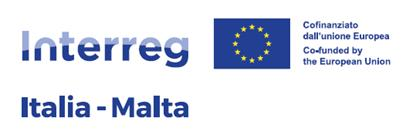 Interreg
Cofinanziato
dall'unione Europea
Co-funded by
the European Union
Italia - Malta